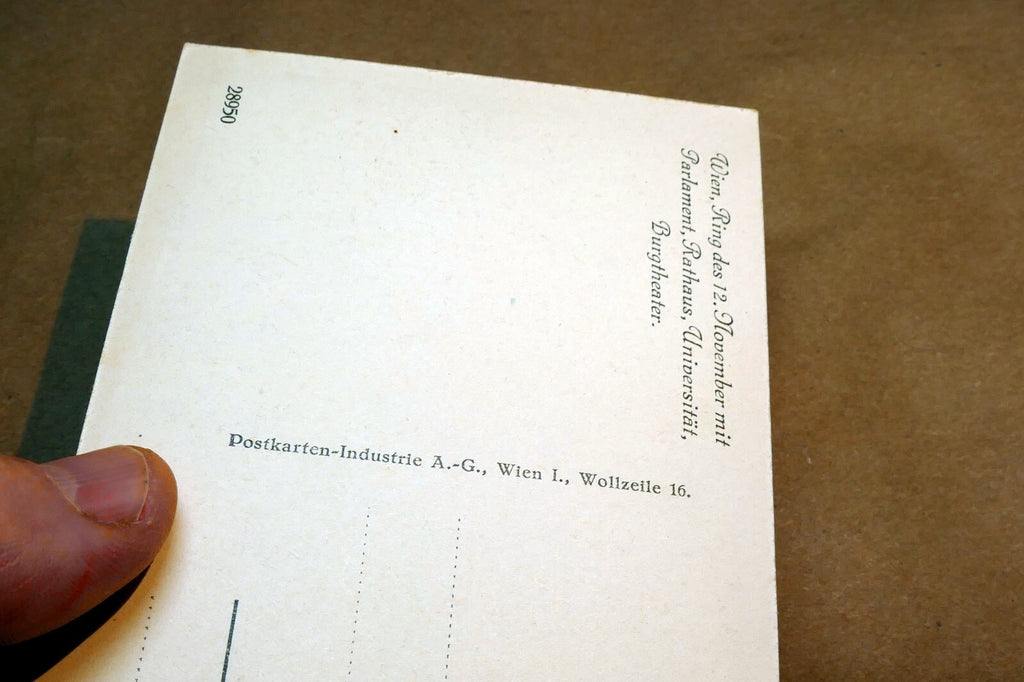 Wien, Ring des 12. November mit
Parlament, Rathaus, Universität,
Burgtheater.
28950
Postkarten-Industrie A.-G., Wien I., Wollzeile 16.